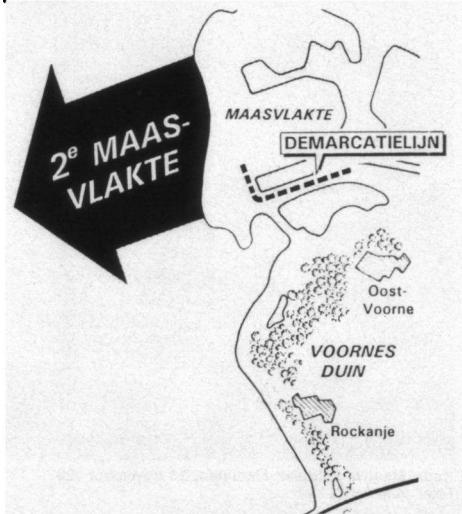 MAASVLAKTE
DEMARCATIELIJN
2e MAAS-
VLAKTE
Oost-
Voorne
VOORNES
DUIN
Rockanje